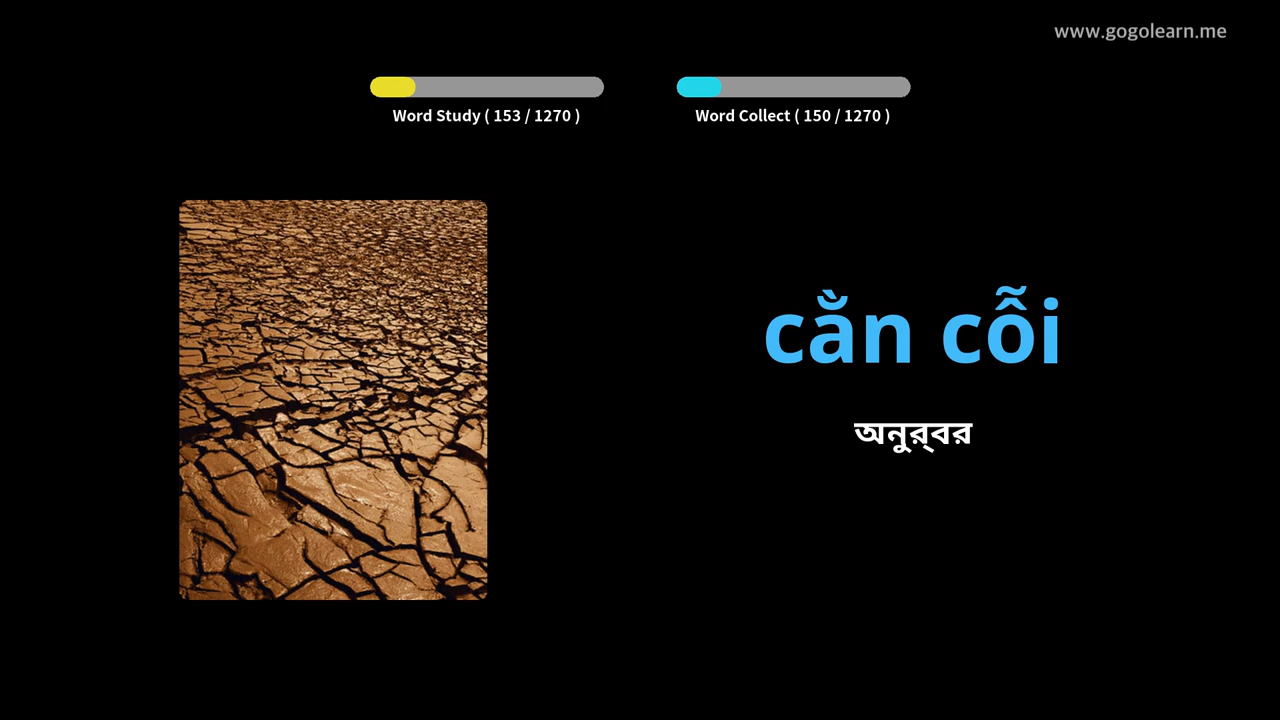 www.gogolearn.me
Word Study ( 153 / 1270 )
Word Collect ( 150 / 1270 )
cằn cỗi
অনুর্বর